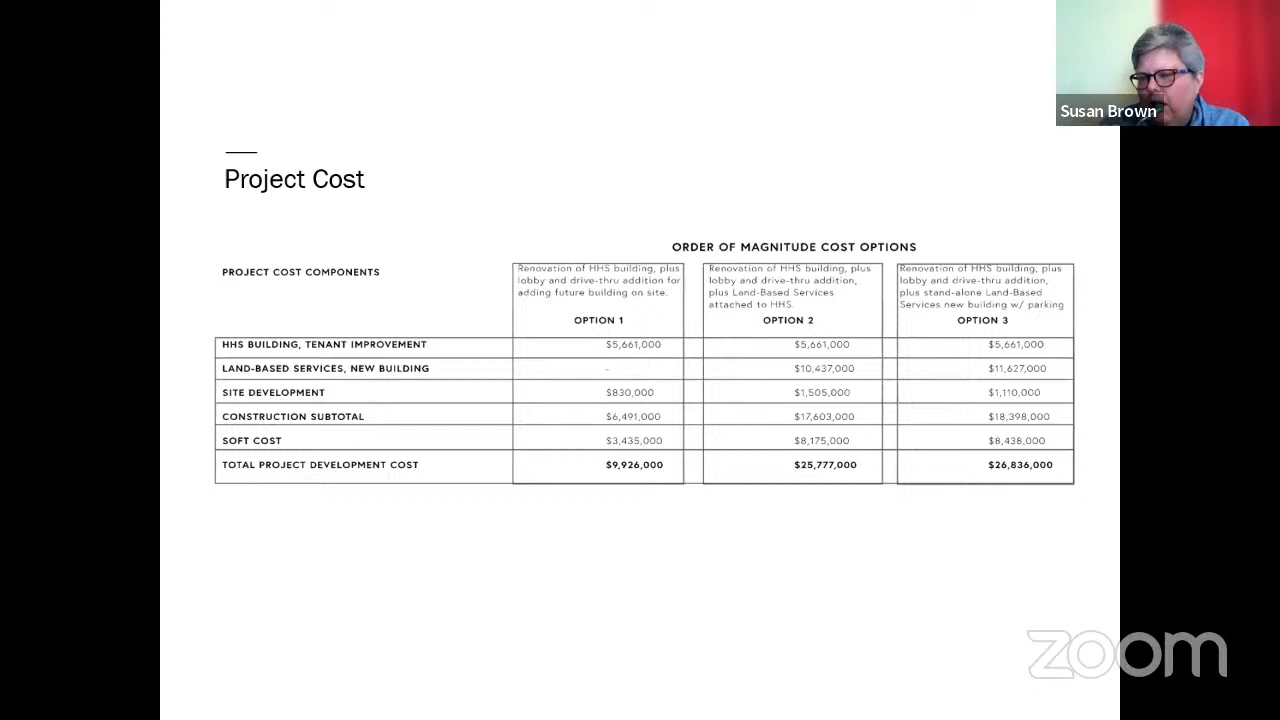 Susan Brown
Project Cost
ORDER OF MAGNITUDE COST OPTIONS
PROJECT COST COMPONENTS
Renovation of HHS building, plus
lobby and drive-thru addition for
adding future building on site.
OPTION 1
Renovation of HHS building, plus
lobby and drive-thru addition,
plus Land-Based Services
attached to HHS.
OPTION 2
Renovation of HHS building, plus
lobby and drive-thru addition,
plus stand-alone Land-Based
Services new building w/ parking
OPTION 3
HHS BUILDING, TENANT IMPROVEMENT $5,661,000 $5,661,000 $5,661,000
LAND-BASED SERVICES, NEW BUILDING - $10,437,000 $11,627,000
SITE DEVELOPMENT $830,000 $1,505,000 $1,110,000
CONSTRUCTION SUBTOTAL $6,491,000 $17,603,000 $18,398,000
SOFT COST $3,435,000 $8,175,000 $8,438,000
TOTAL PROJECT DEVELOPMENT COST $9,926,000 $25,777,000 $26,836,000
zoom